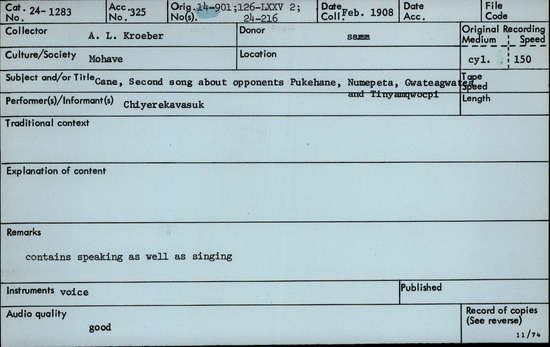 Cat. No. 24-1283 Acc. No. 325 Orig. No(s). 14-901;126-LXXV 2; 24-216 Date Coll. Feb. 1908 Date Acc. File Code
Collector A. L. Kroeber Donor samm Original Recording Medium Speed
Culture/Society Mohave Location cyl. 150
Subject and/or Title Cane, Second song about opponents Pukehane, Numepeta, Gwateagwatea Tape Speed
and Tinyamqwocpi
Performer(s)/Informant(s) Chiyerekavasuk Length
Traditional context
Explanation of content
Remarks
contains speaking as well as singing
Instruments voice Published
Audio quality Record of copies
good (See reverse)
11/74